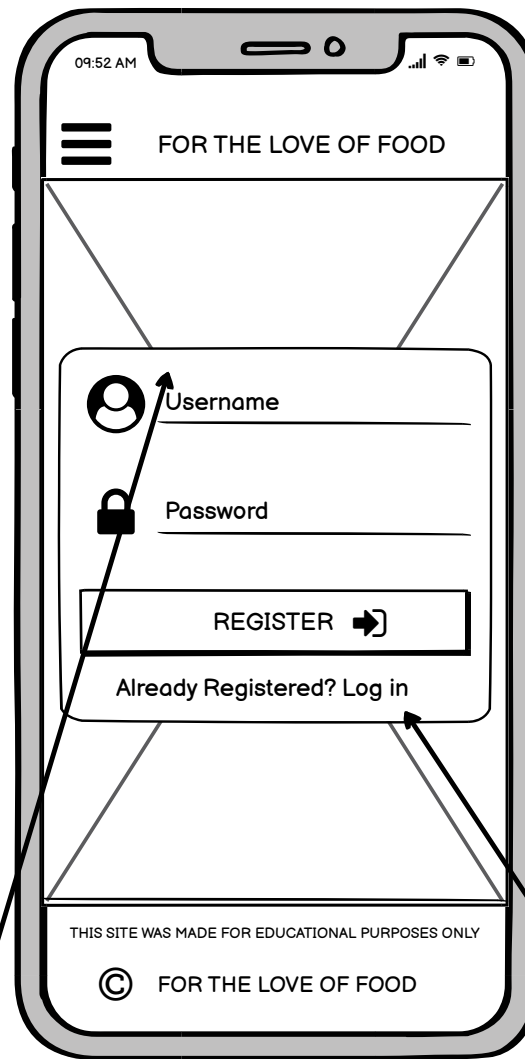 09:52 AM
FOR THE LOVE OF FOOD
Username
Password
REGISTER
Already Registered? Log in
THIS SITE WAS MADE FOR EDUCATIONAL PURPOSES ONLY
© FOR THE LOVE OF FOOD